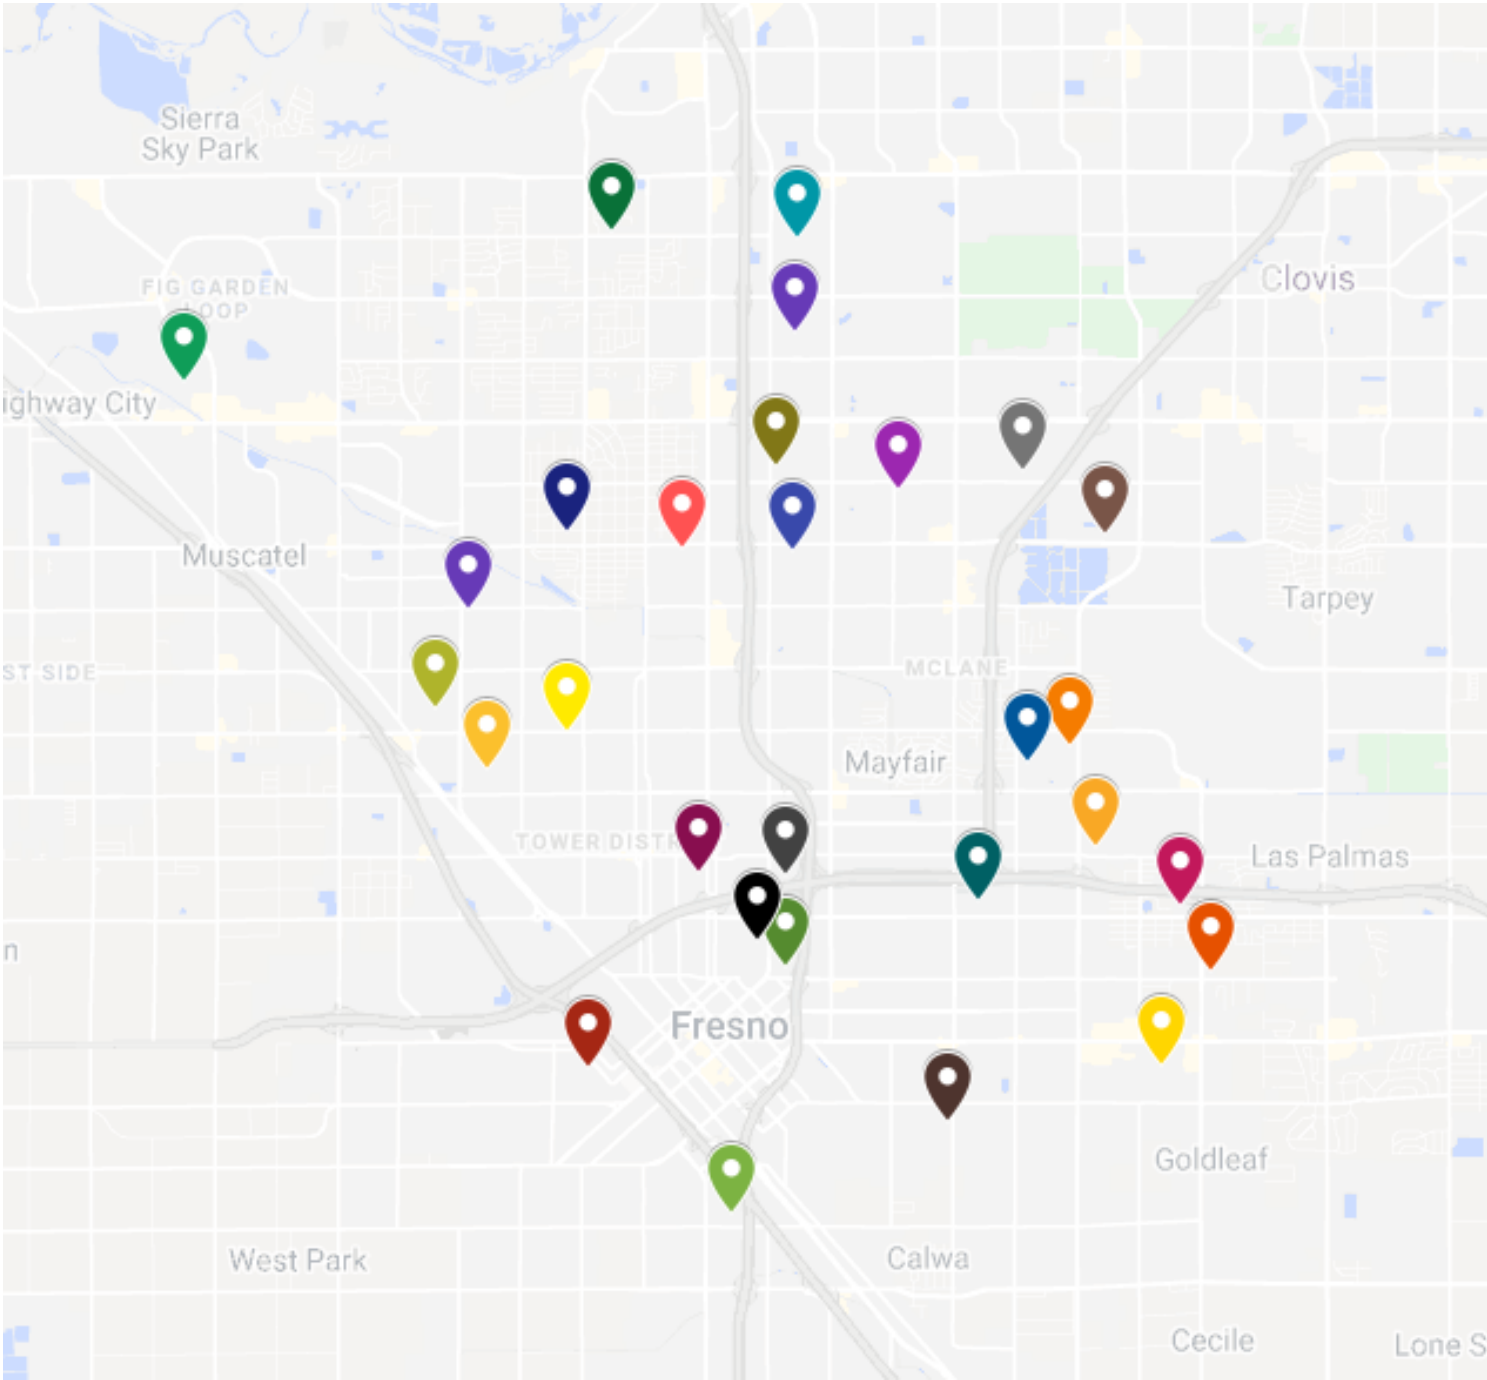 Sierra
Sky Park
FIG GARDEN
LOOP
Clovis
ighway City
Muscatel
Tarpey
ST SIDE
MCLANE
Mayfair
TOWER DISTR
Las Palmas
n
Fresno
Goldleaf
West Park
Calwa
Cecile
Lone S